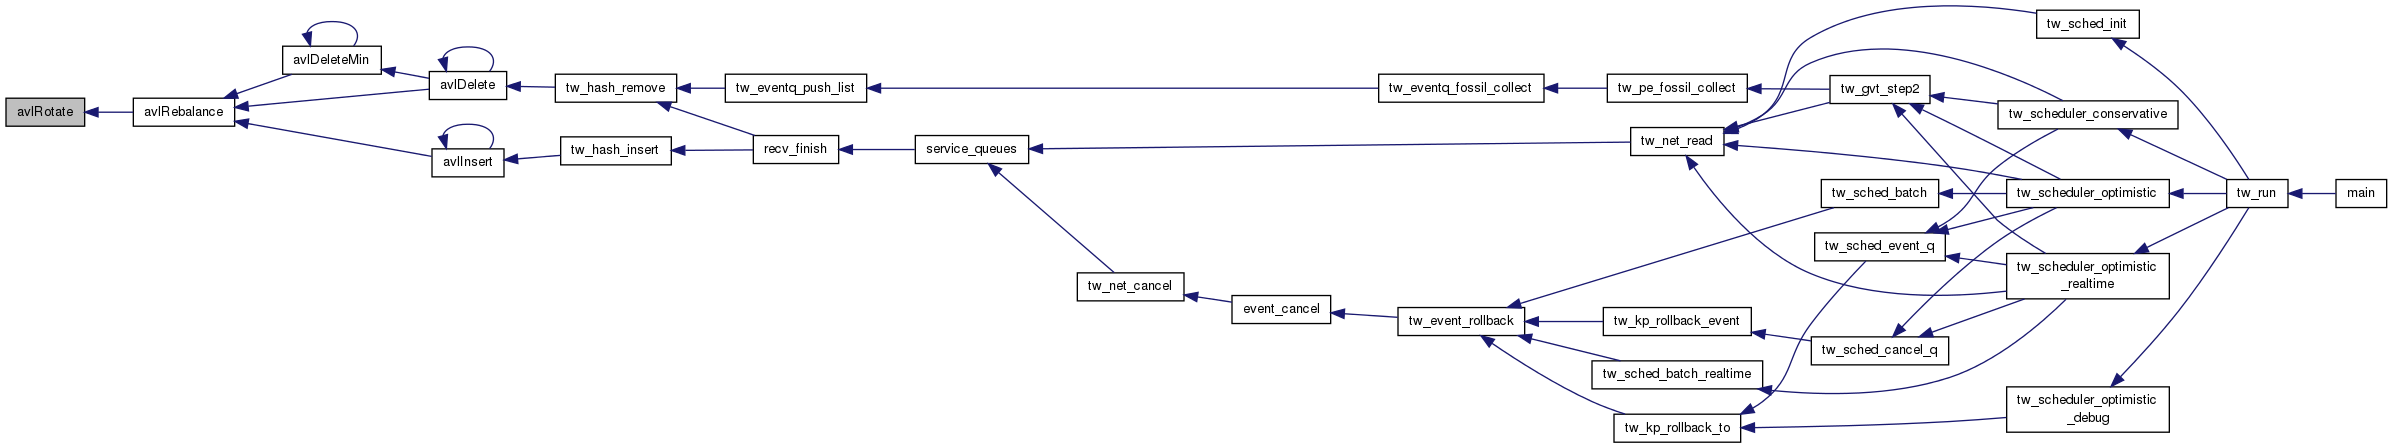 avlRotate
avlRebalance
avlDeleteMin
avlDelete
avlInsert
tw_hash_remove
tw_hash_insert
tw_eventq_push_list
recv_finish
service_queues
tw_net_cancel
event_cancel
tw_eventq_fossil_collect
tw_event_rollback
tw_pe_fossil_collect
tw_net_read
tw_kp_rollback_event
tw_sched_batch_realtime
tw_kp_rollback_to
tw_gvt_step2
tw_sched_batch
tw_sched_event_q
tw_sched_cancel_q
tw_sched_init
tw_scheduler_conservative
tw_scheduler_optimistic
tw_scheduler_optimistic
_realtime
tw_scheduler_optimistic
_debug
tw_run
main